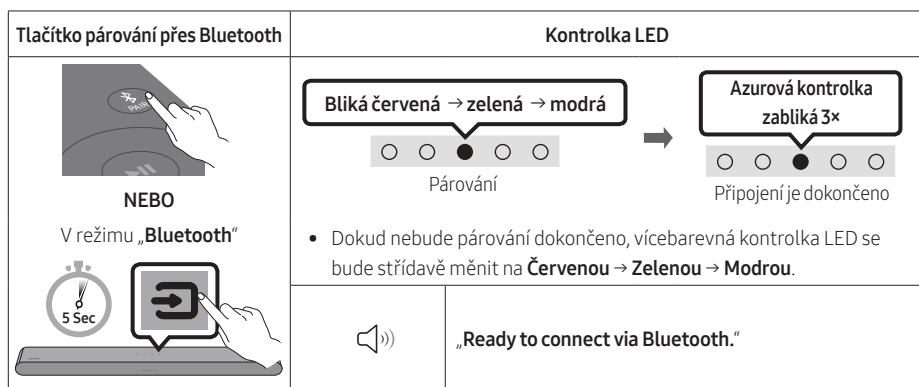 Tlačítko párování přes Bluetooth
Kontrolka LED
PAIR
NEBO
V režimu „Bluetooth“
5 Sec
Bliká červená → zelená → modrá
Párování
Azurová kontrolka
zabliká 3×
Připojení je dokončeno
• Dokud nebude párování dokončeno, vícebarevná kontrolka LED se
bude střídavě měnit na Červenou → Zelenou → Modrou.
„Ready to connect via Bluetooth.“